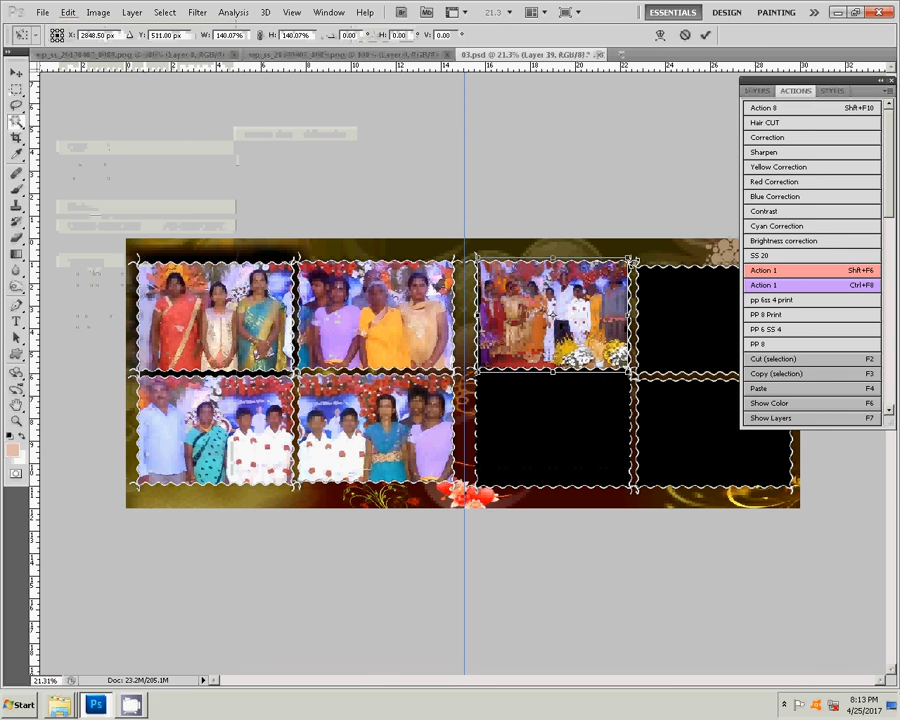 Ps File Edit Image Layer Select Filter Analysis 3D View Window Help Br Mb 21.3 ESSENTIALS DESIGN PAINTING
X: 2848.50 px Y: 511.00 px W: 140.07% H: 140.07% 0.00 H: 0.00 V: 0.00
03.psd @ 21.3% (Layer 39, RGB/8)
LAYERS ACTIONS STYLES
Action 8 Shft+F10
Hair CUT
Correction
Sharpen
Yellow Correction
Red Correction
Blue Correction
Contrast
Cyan Correction
Brightness correction
SS 20
Action 1 Shft+F6
Action 1 Ctrl+F8
pp 6ss 4 print
PP 8 Print
PP 6 SS 4
PP 8
Cut (selection) F2
Copy (selection) F3
Paste F4
Show Color F6
Show Layers F7
21.31% Doc: 23.2M/205.1M
Start Ps 8:13 PM
4/25/2017